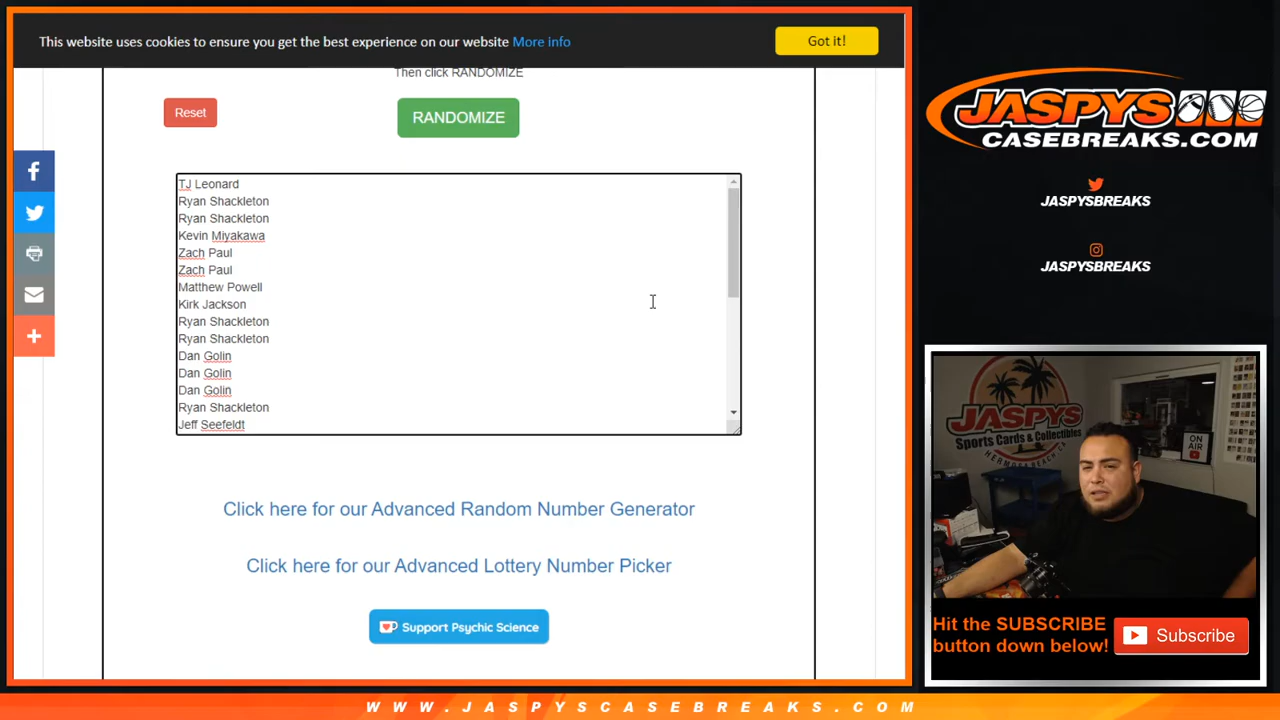 This website uses cookies to ensure you get the best experience on our website More info
Got it!
Then click RANDOMIZE
Reset
RANDOMIZE
TJ Leonard
Ryan Shackleton
Ryan Shackleton
Kevin Miyakawa
Zach Paul
Zach Paul
Matthew Powell
Kirk Jackson
Ryan Shackleton
Ryan Shackleton
Dan Golin
Dan Golin
Dan Golin
Ryan Shackleton
Jeff Seefeldt
Click here for our Advanced Random Number Generator
Click here for our Advanced Lottery Number Picker
Support Psychic Science
JASPYS
CASEBREAKS.COM
JASPYSBREAKS
JASPYSBREAKS
JASPYS
Sports Cards & Collectibles
HERMOSA BEACH, CA
ON AIR
Hit the SUBSCRIBE
button down below!
Subscribe
WWW.JASPYSCASEBREAKS.COM